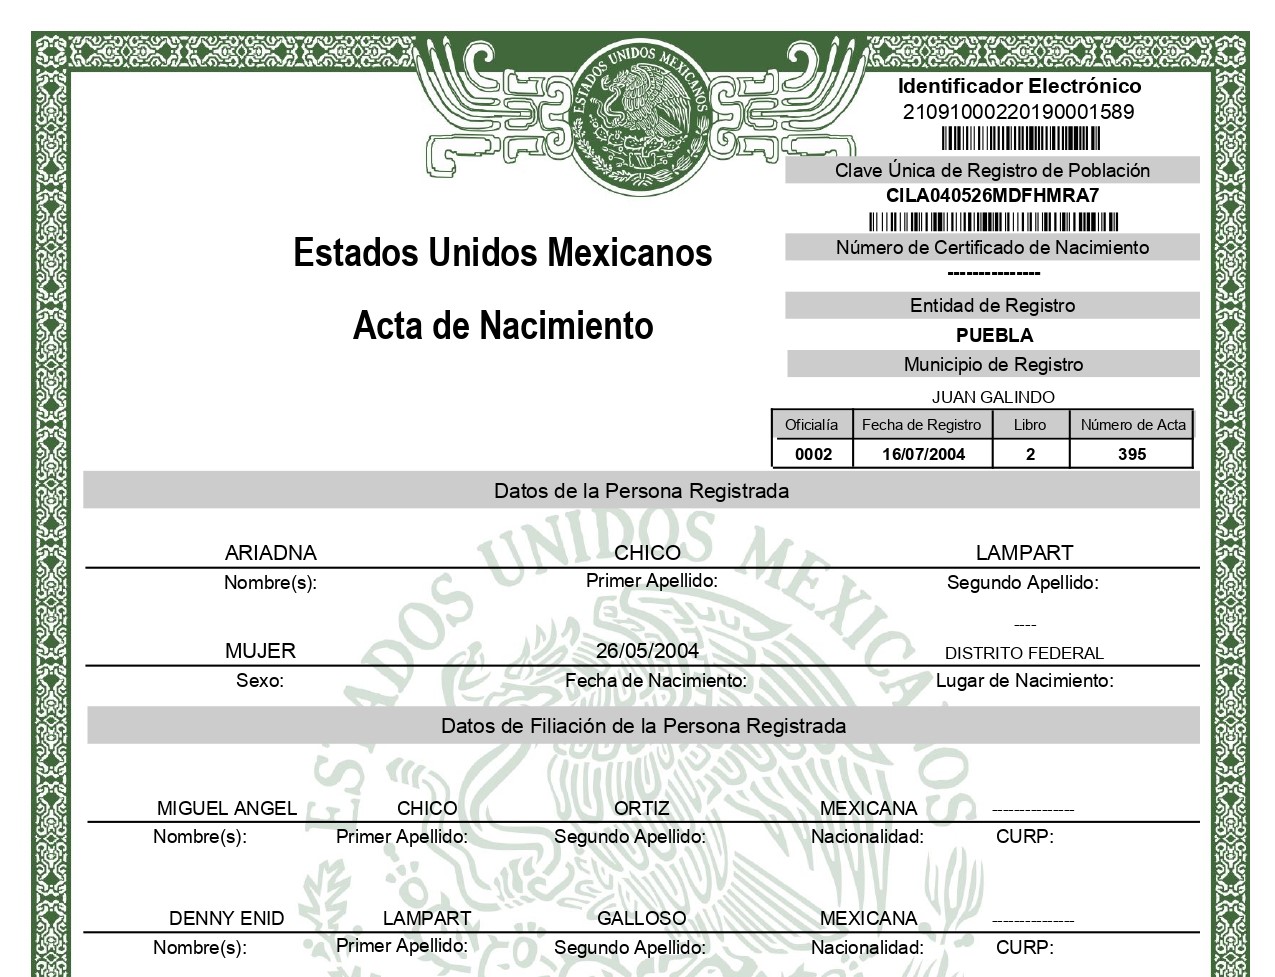 ESTADOS UNIDOS MEXICANOS
Identificador Electrónico
21091000220190001589
Clave Única de Registro de Población
CILA040526MDFHMRA7
Número de Certificado de Nacimiento
---------------
Estados Unidos Mexicanos
Entidad de Registro
PUEBLA
Acta de Nacimiento
Municipio de Registro
JUAN GALINDO
Oficialía Fecha de Registro Libro Número de Acta
0002 16/07/2004 2 395
Datos de la Persona Registrada
ESTADOS UNIDOS MEXICANOS
ARIADNA CHICO LAMPART
Nombre(s): Primer Apellido: Segundo Apellido:
----
MUJER 26/05/2004 DISTRITO FEDERAL
Sexo: Fecha de Nacimiento: Lugar de Nacimiento:
Datos de Filiación de la Persona Registrada
MIGUEL ANGEL CHICO ORTIZ MEXICANA ---------------
Nombre(s): Primer Apellido: Segundo Apellido: Nacionalidad: CURP:
DENNY ENID LAMPART GALLOSO MEXICANA ---------------
Nombre(s): Primer Apellido: Segundo Apellido: Nacionalidad: CURP: